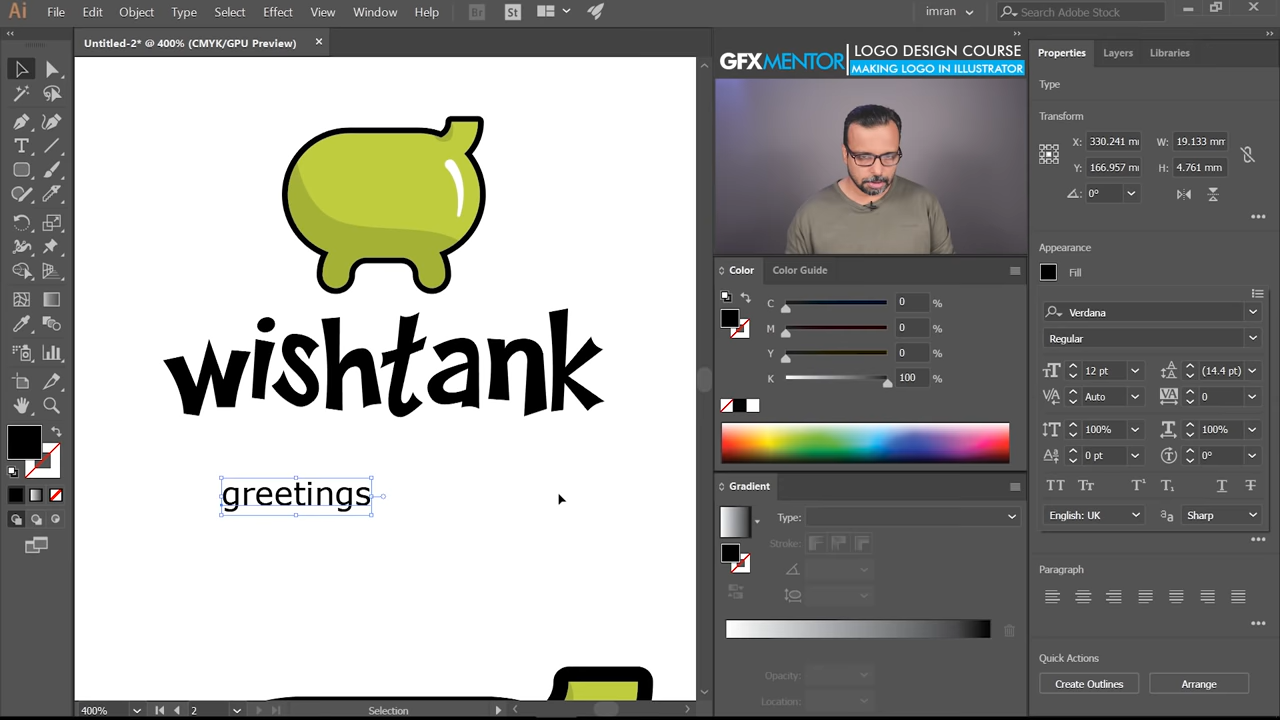 Ai File Edit Object Type Select Effect View Window Help Br St imran Search Adobe Stock
Untitled-2* @ 400% (CMYK/GPU Preview)
GFXMENTOR LOGO DESIGN COURSE
MAKING LOGO IN ILLUSTRATOR
Properties Layers Libraries
Type
Transform
X: 330.241 m W: 19.133 mm
Y: 166.957 m H: 4.761 mm
0°
Appearance
Fill
Color Color Guide
C 0 %
M 0 %
Y 0 %
K 100 %
Verdana
Regular
12 pt (14.4 pt)
Auto 0
100% 100%
0 pt 0°
English: UK Sharp
wishtank
greetings
Gradient
Type:
Stroke:
Opacity:
Location:
Paragraph
Quick Actions
Create Outlines Arrange
400% 2 Selection